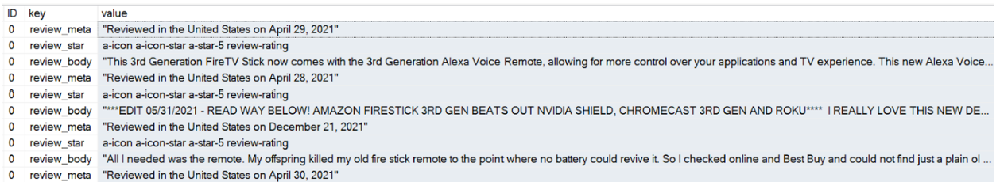 ID key value
0 review_meta "Reviewed in the United States on April 29, 2021"
0 review_star a-icon a-icon-star a-star-5 review-rating
0 review_body "This 3rd Generation FireTV Stick now comes with the 3rd Generation Alexa Voice Remote, allowing for more control over your applications and TV experience. This new Alexa Voice...
0 review_meta "Reviewed in the United States on April 28, 2021"
0 review_star a-icon a-icon-star a-star-5 review-rating
0 review_body "***EDIT 05/31/2021 - READ WAY BELOW! AMAZON FIRESTICK 3RD GEN BEATS OUT NVIDIA SHIELD, CHROMECAST 3RD GEN AND ROKU**** I REALLY LOVE THIS NEW DE...
0 review_meta "Reviewed in the United States on December 21, 2021"
0 review_star a-icon a-icon-star a-star-5 review-rating
0 review_body "All I needed was the remote. My offspring killed my old fire stick remote to the point where no battery could revive it. So I checked online and Best Buy and could not find just a plain ol ...
0 review_meta "Reviewed in the United States on April 30, 2021"